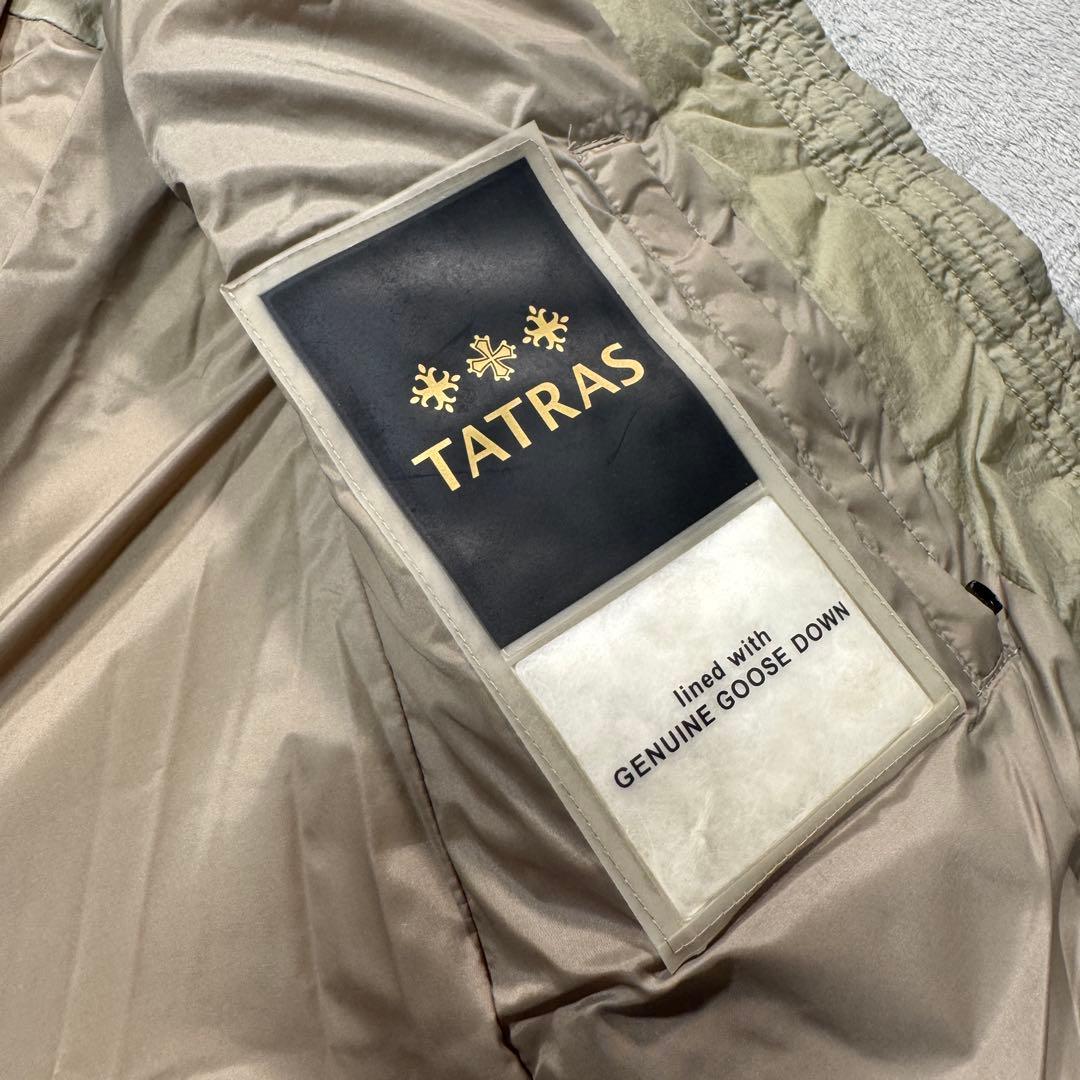 TATRAS
lined with
GENUINE GOOSE DOWN